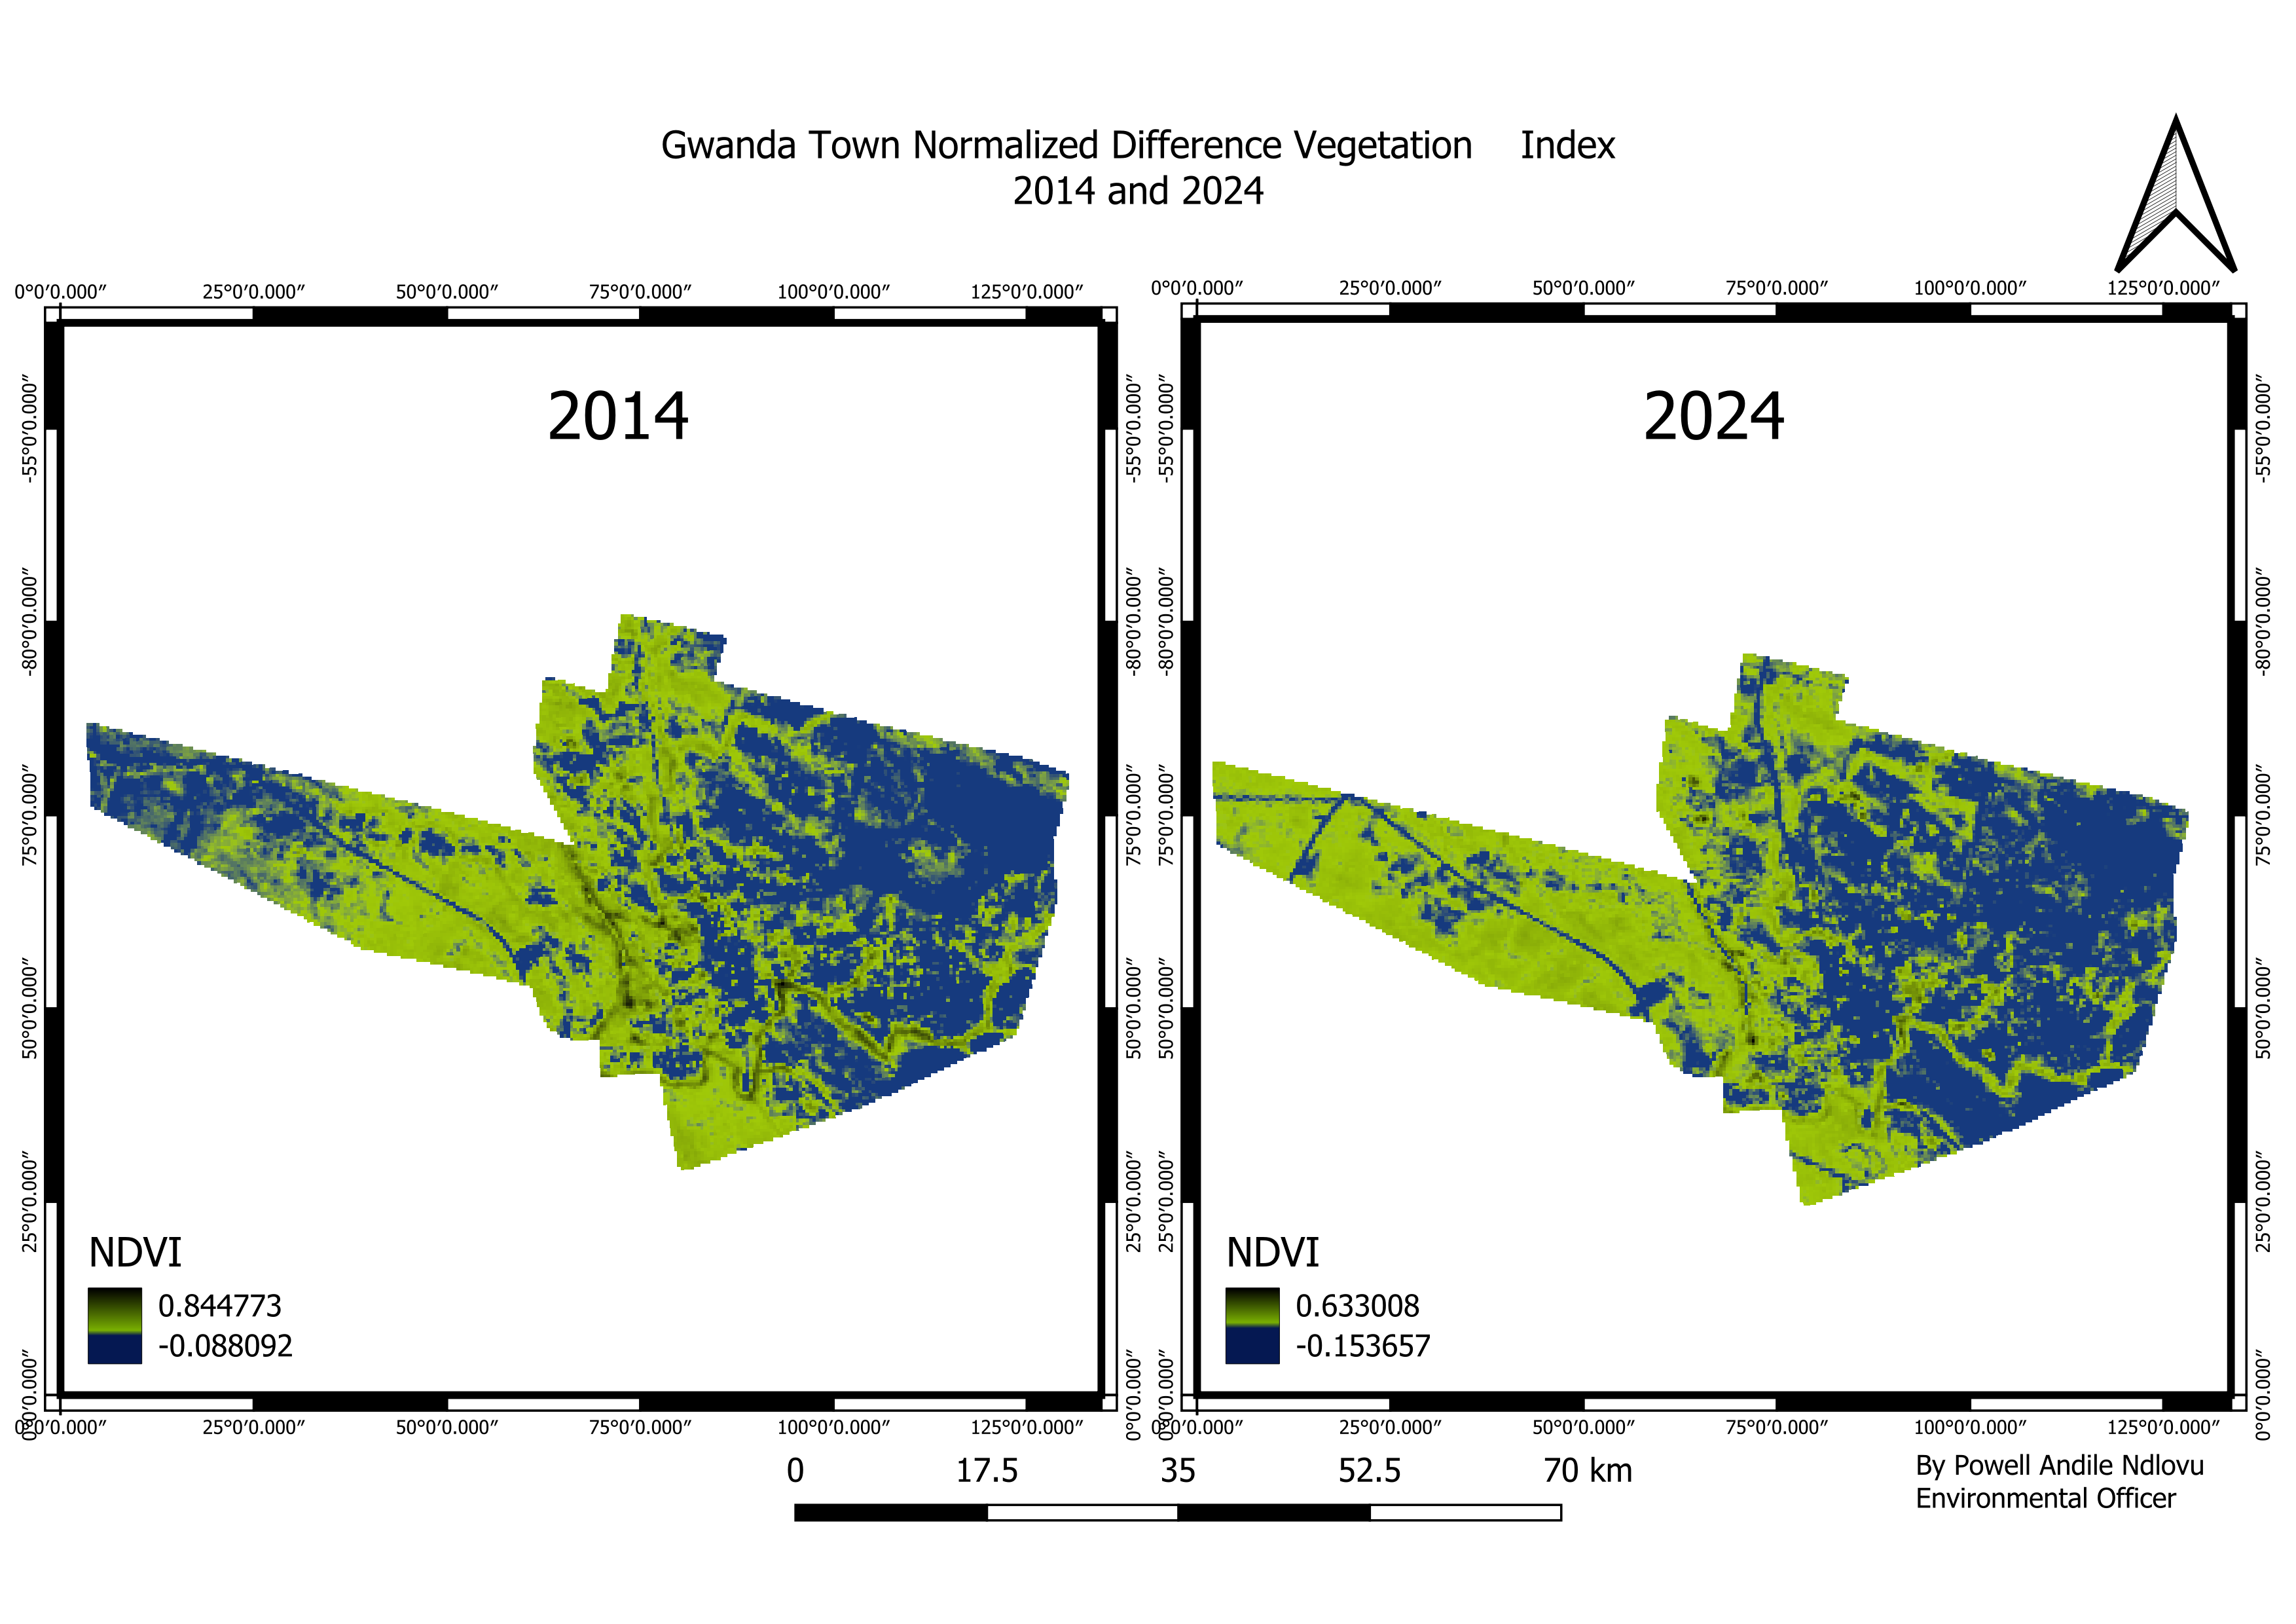 Gwanda Town Normalized Difference Vegetation Index
2014 and 2024
0°0′0.000″ 25°0′0.000″ 50°0′0.000″ 75°0′0.000″ 100°0′0.000″ 125°0′0.000″
0°0′0.000″ 25°0′0.000″ 50°0′0.000″ 75°0′0.000″ 100°0′0.000″ 125°0′0.000″
2014
2024
-55°0′0.000″
-80°0′0.000″
75°0′0.000″
50°0′0.000″
25°0′0.000″
0°0′0.000″
-55°0′0.000″
-80°0′0.000″
75°0′0.000″
50°0′0.000″
25°0′0.000″
0°0′0.000″
-55°0′0.000″
-80°0′0.000″
75°0′0.000″
50°0′0.000″
25°0′0.000″
0°0′0.000″
-55°0′0.000″
-80°0′0.000″
75°0′0.000″
50°0′0.000″
25°0′0.000″
0°0′0.000″
NDVI
0.844773
-0.088092
NDVI
0.633008
-0.153657
0°0′0.000″ 25°0′0.000″ 50°0′0.000″ 75°0′0.000″ 100°0′0.000″ 125°0′0.000″
0°0′0.000″ 25°0′0.000″ 50°0′0.000″ 75°0′0.000″ 100°0′0.000″ 125°0′0.000″
0 17.5 35 52.5 70 km
By Powell Andile Ndlovu
Environmental Officer